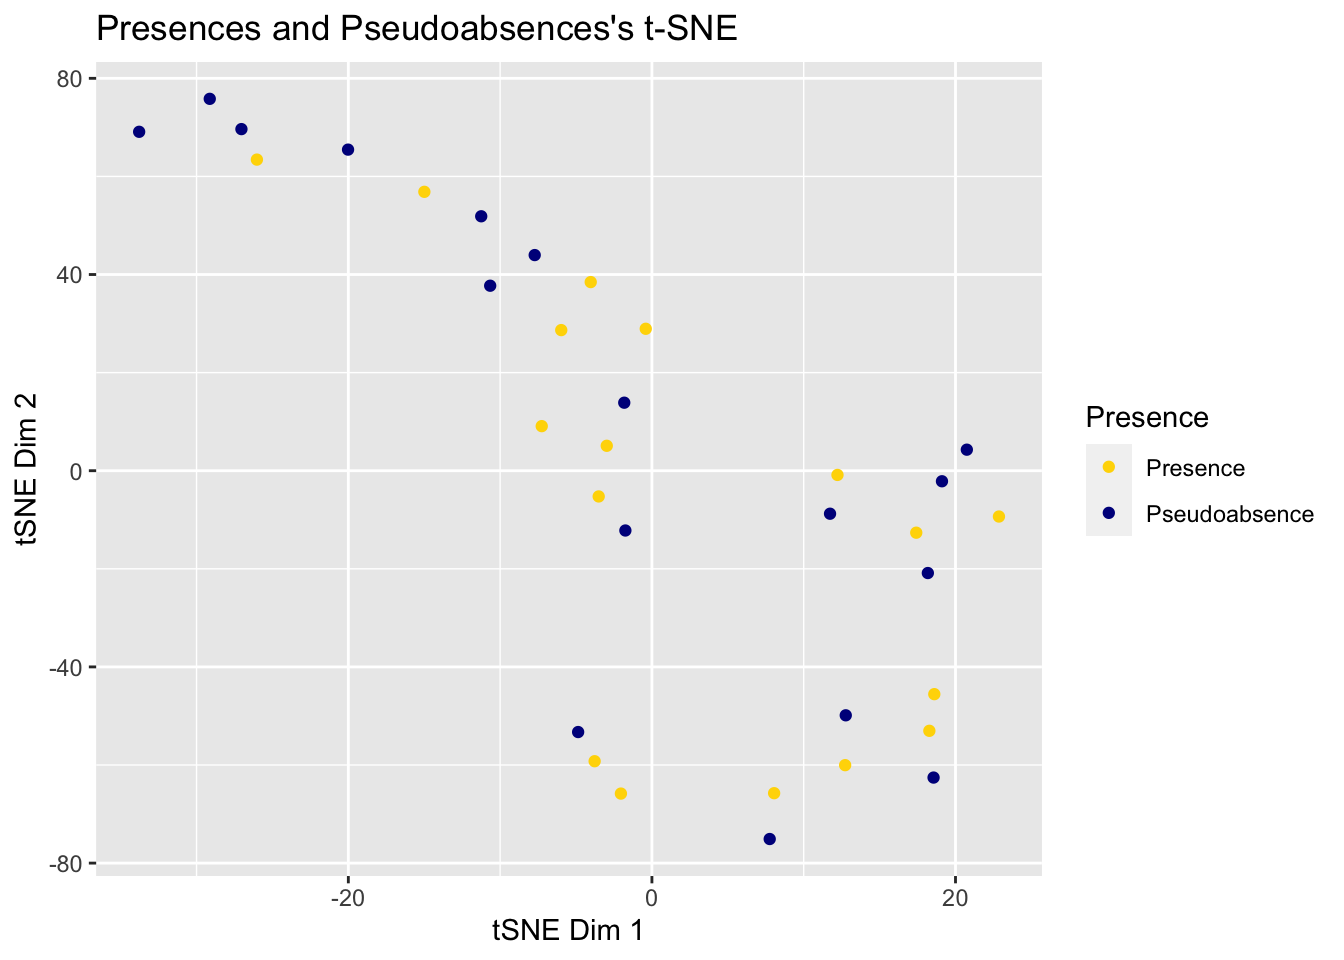 Presences and Pseudoabsences's t-SNE
80
40
0
-40
-80
tSNE Dim 2
-20
0
20
tSNE Dim 1
Presence
Presence
Pseudoabsence